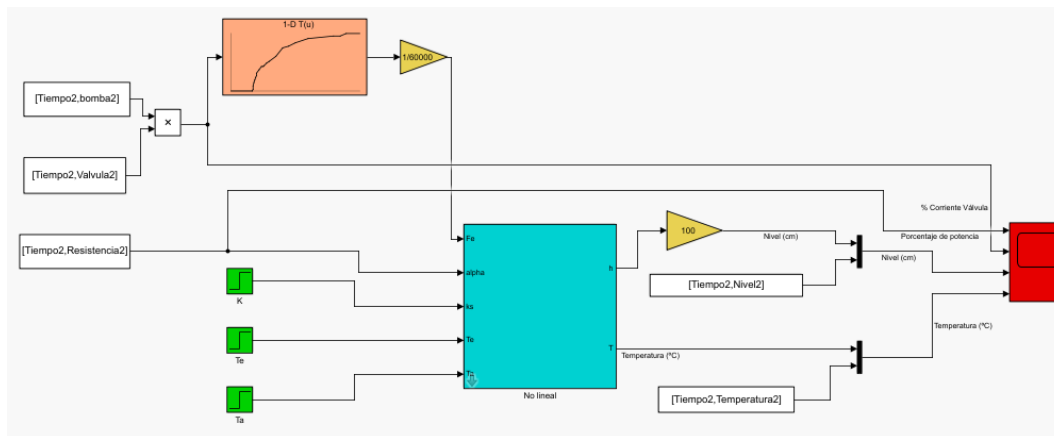 1-D T(u)
1/60000
[Tiempo2,bomba2]
×
[Tiempo2,Valvula2]
% Corriente Válvula
[Tiempo2,Resistencia2]
100
Porcentaje de potencia
Nivel (cm)
Fe
Nivel (cm)
alpha
h
K
[Tiempo2,Nivel2]
ks
Te
Te
T
Temperatura (ºC)
Temperatura (ºC)
Ta
Ta
No lineal
[Tiempo2,Temperatura2]